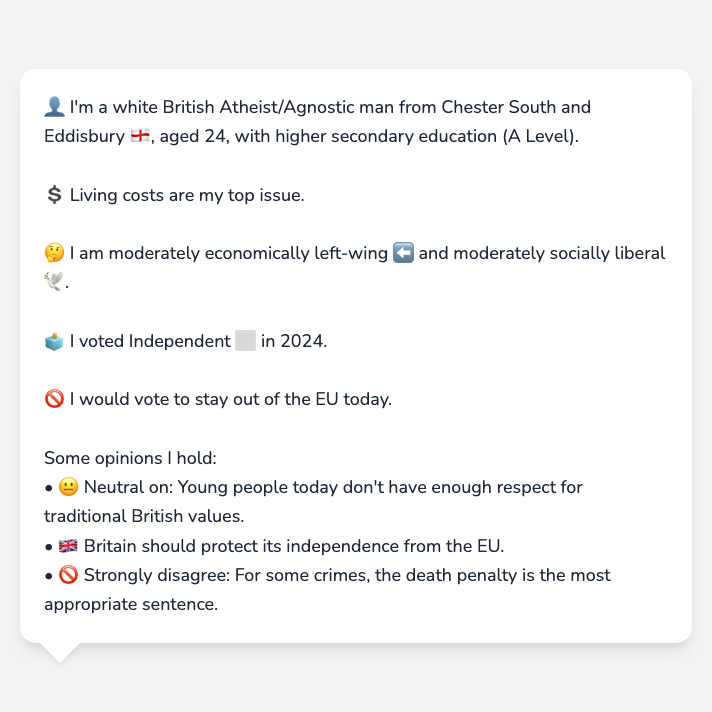 👤 I'm a white British Atheist/Agnostic man from Chester South and
Eddisbury 🏴󠁧󠁢󠁥󠁮󠁧󠁿, aged 24, with higher secondary education (A Level).
💲 Living costs are my top issue.
🤔 I am moderately economically left-wing ⬅️ and moderately socially liberal
🕊️.
🗳️ I voted Independent ⬜ in 2024.
🚫 I would vote to stay out of the EU today.
Some opinions I hold:
• 😐 Neutral on: Young people today don't have enough respect for
traditional British values.
• 🇬🇧 Britain should protect its independence from the EU.
• 🚫 Strongly disagree: For some crimes, the death penalty is the most
appropriate sentence.